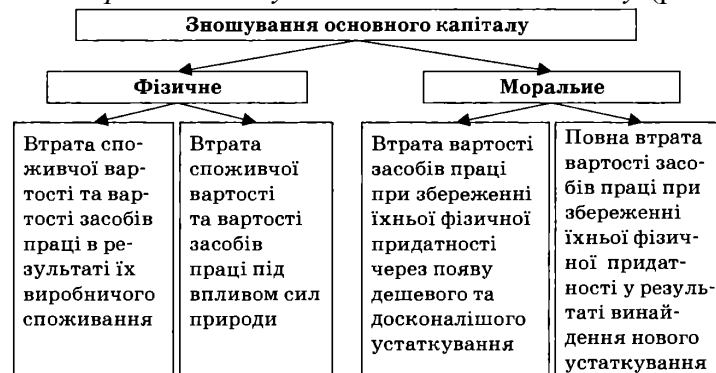 Зношування основного капіталу
Фізичне
Моральие
Втрата спо-
живчої вар-
тості та вар-
тості засобів
праці в ре-
зультаті їх
виробничого
споживання
Втрата
споживчої
вартості
та вартості
засобів
праці під
впливом сил
природи
Втрата вартості
засобів праці
при збереженні
їхньої фізичної
придатності
через появу
дешевого та
досконалішого
устаткування
Повна втрата
вартості засо-
бів праці при
збереженні
їхньої фізич-
ної придат-
ності у резуль-
таті винай-
дення нового
устаткування